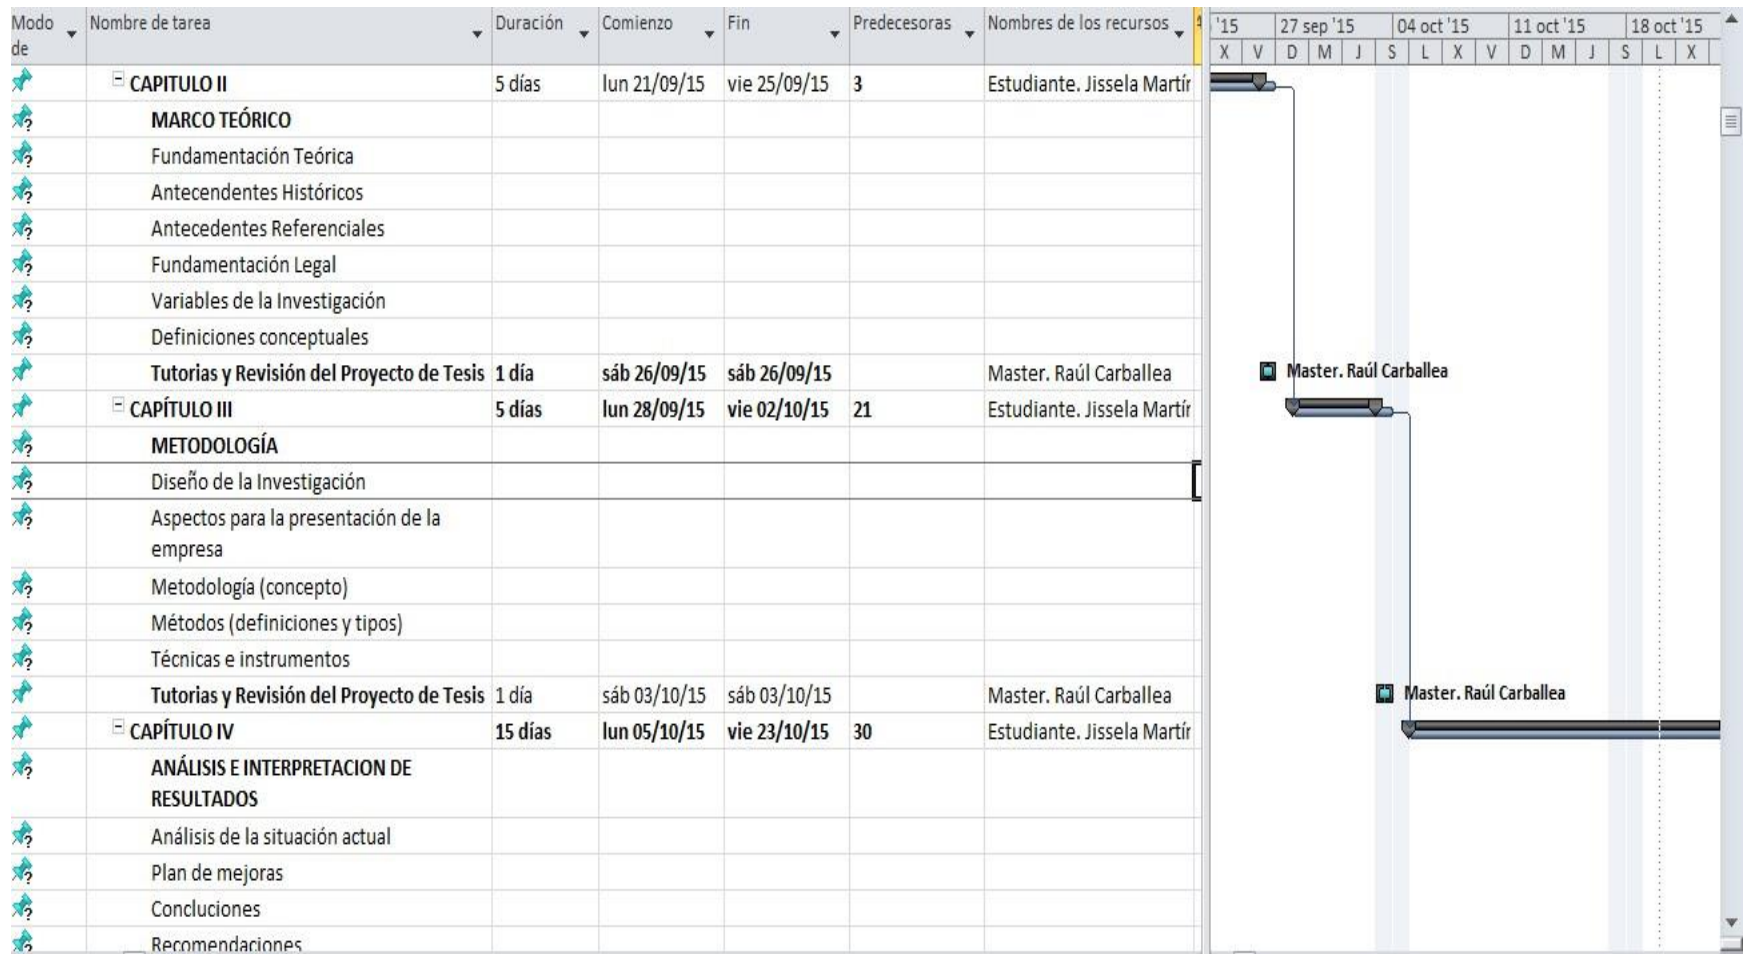 Modo de Nombre de tarea Duración Comienzo Fin Predecesoras Nombres de los recursos
'15 27 sep '15 04 oct '15 11 oct '15 18 oct '15
X V D M J S L X V D M J S L X
CAPITULO II 5 días lun 21/09/15 vie 25/09/15 3 Estudiante. Jissela Martír
MARCO TEÓRICO
Fundamentación Teórica
Antecendentes Históricos
Antecedentes Referenciales
Fundamentación Legal
Variables de la Investigación
Definiciones conceptuales
Tutorias y Revisión del Proyecto de Tesis 1 día sáb 26/09/15 sáb 26/09/15 Master. Raúl Carballea Master. Raúl Carballea
CAPÍTULO III 5 días lun 28/09/15 vie 02/10/15 21 Estudiante. Jissela Martír
METODOLOGÍA
Diseño de la Investigación
Aspectos para la presentación de la
empresa
Metodología (concepto)
Métodos (definiciones y tipos)
Técnicas e instrumentos
Tutorias y Revisión del Proyecto de Tesis 1 día sáb 03/10/15 sáb 03/10/15 Master. Raúl Carballea Master. Raúl Carballea
CAPÍTULO IV 15 días lun 05/10/15 vie 23/10/15 30 Estudiante. Jissela Martír
ANÁLISIS E INTERPRETACION DE
RESULTADOS
Análisis de la situación actual
Plan de mejoras
Concluciones
Recomendaciones